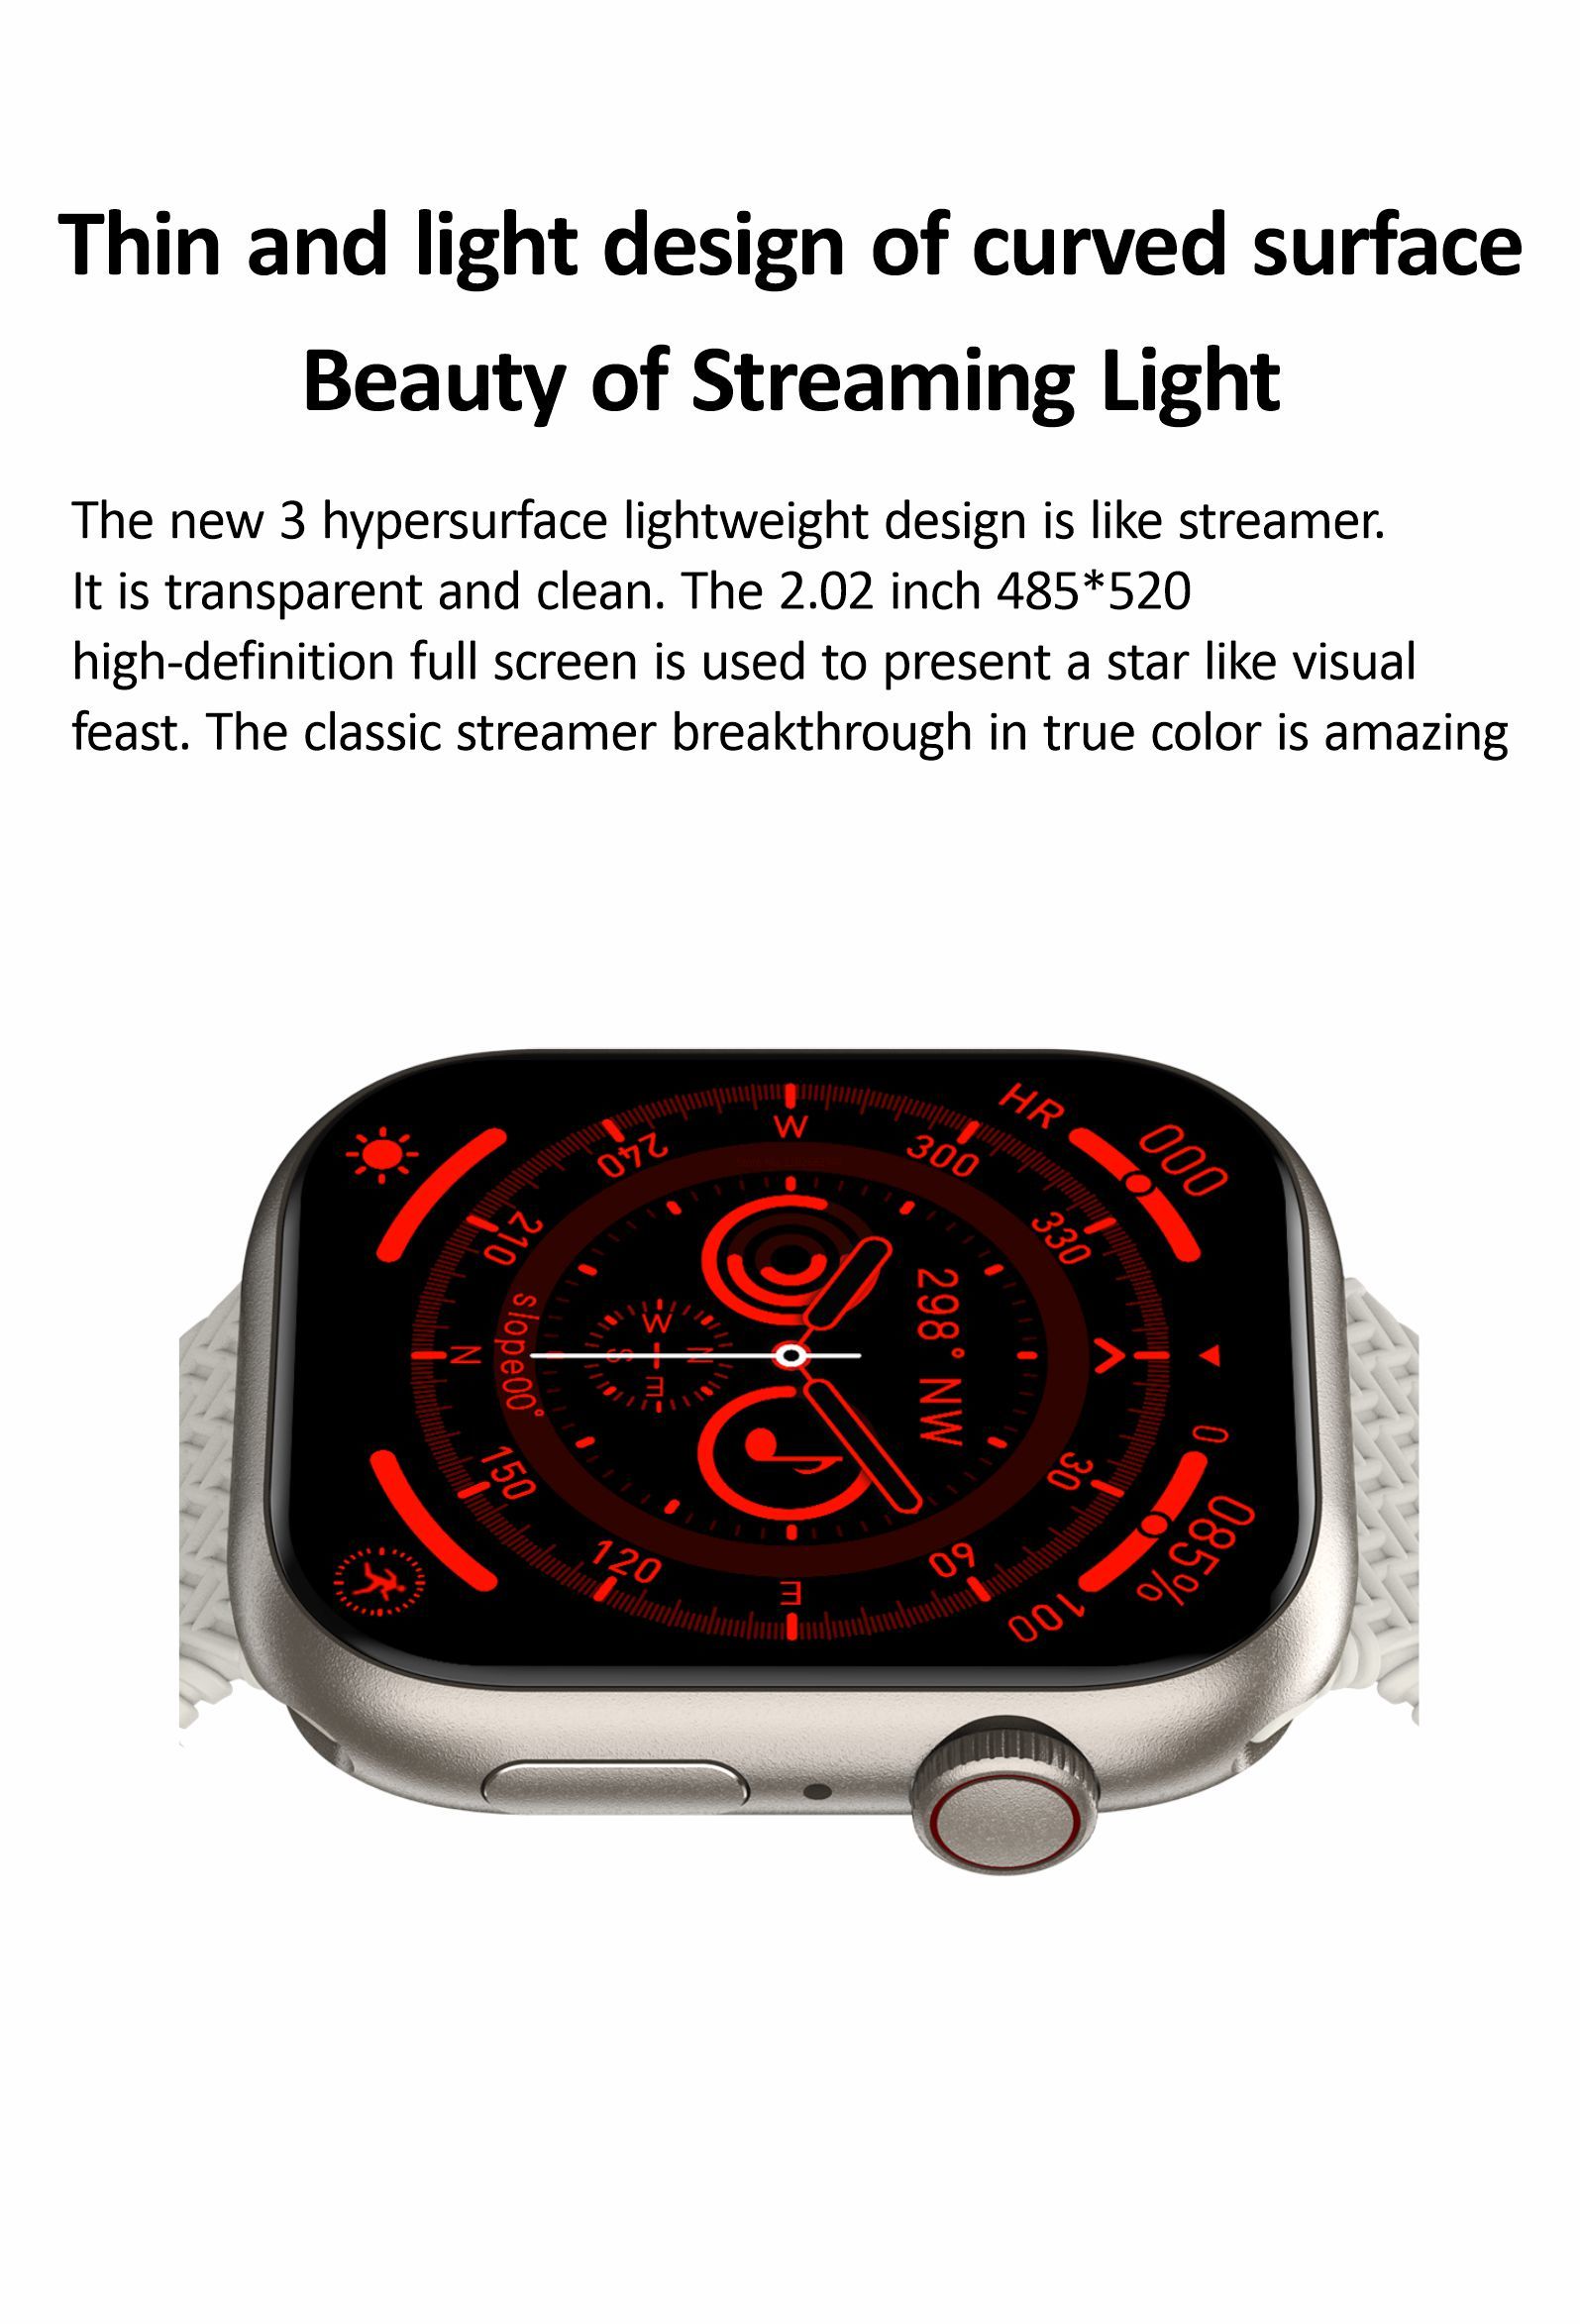 Thin and light design of curved surface
Beauty of Streaming Light
The new 3 hypersurface lightweight design is like streamer.
It is transparent and clean. The 2.02 inch 485*520
high-definition full screen is used to present a star like visual
feast. The classic streamer breakthrough in true color is amazing
HR
000
W
240
300
210
330
W
N
S
E
298° NW
N
slope00°
0
150
30
085%
120
60
E
100